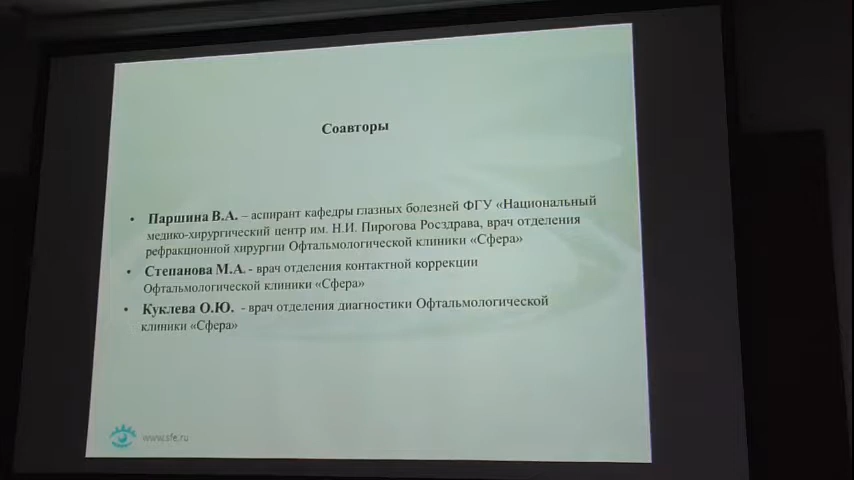 Соавторы
• Паршина В.А. – аспирант кафедры глазных болезней ФГУ «Национальный
медико-хирургический центр им. Н.И. Пирогова Росздрава, врач отделения
рефракционной хирургии Офтальмологической клиники «Сфера»
• Степанова М.А. - врач отделения контактной коррекции
Офтальмологической клиники «Сфера»
• Куклева О.Ю. - врач отделения диагностики Офтальмологической
клиники «Сфера»
www.sfe.ru